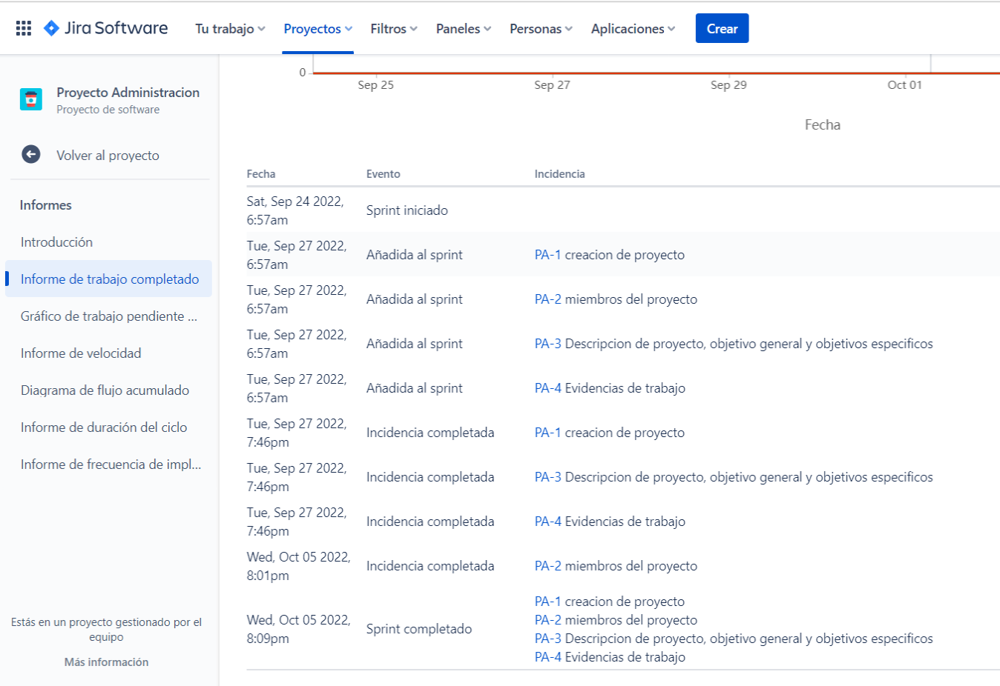 Jira Software Tu trabajo Proyectos Filtros Paneles Personas Aplicaciones Crear
0
Sep 25 Sep 27 Sep 29 Oct 01
Fecha
Proyecto Administracion
Proyecto de software
Volver al proyecto
Informes
Introducción
Informe de trabajo completado
Gráfico de trabajo pendiente ...
Informe de velocidad
Diagrama de flujo acumulado
Informe de duración del ciclo
Informe de frecuencia de impl...
Estás en un proyecto gestionado por el
equipo
Más información
Fecha Evento Incidencia
Sat, Sep 24 2022,
6:57am
Sprint iniciado
Tue, Sep 27 2022,
6:57am
Añadida al sprint
PA-1 creacion de proyecto
Tue, Sep 27 2022,
6:57am
Añadida al sprint
PA-2 miembros del proyecto
Tue, Sep 27 2022,
6:57am
Añadida al sprint
PA-3 Descripcion de proyecto, objetivo general y objetivos especificos
Tue, Sep 27 2022,
6:57am
Añadida al sprint
PA-4 Evidencias de trabajo
Tue, Sep 27 2022,
7:46pm
Incidencia completada
PA-1 creacion de proyecto
Tue, Sep 27 2022,
7:46pm
Incidencia completada
PA-3 Descripcion de proyecto, objetivo general y objetivos especificos
Tue, Sep 27 2022,
7:46pm
Incidencia completada
PA-4 Evidencias de trabajo
Wed, Oct 05 2022,
8:01pm
Incidencia completada
PA-2 miembros del proyecto
Wed, Oct 05 2022,
8:09pm
Sprint completado
PA-1 creacion de proyecto
PA-2 miembros del proyecto
PA-3 Descripcion de proyecto, objetivo general y objetivos especificos
PA-4 Evidencias de trabajo